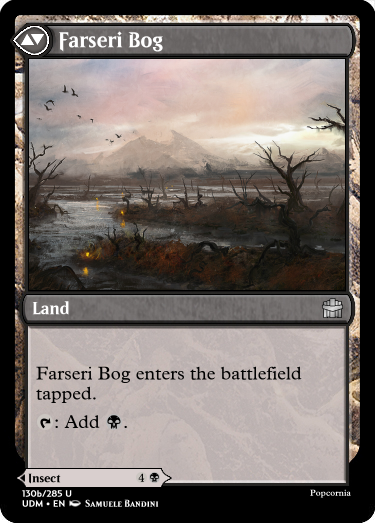 Farseri Bog
Land
Farseri Bog enters the battlefield
tapped.
: Add .
Insect 4
130b/285 U Popcornia
UDM • EN Samuele Bandini